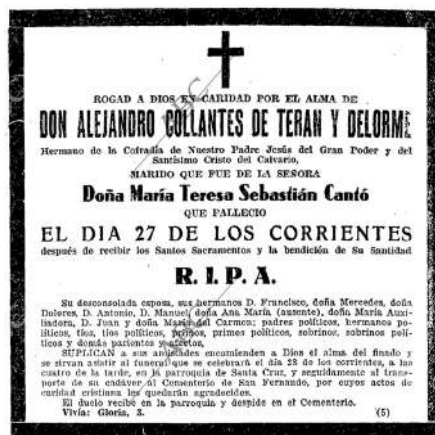 ROGAD A DIOS EN CARIDAD POR EL ALMA DE
DON ALEJANDRO COLLANTES DE TERAN Y DELORME
Hermano de la Cofradía de Nuestro Padre Jesús del Gran Poder y del
Santísimo Cristo del Calvario,
MARIDO QUE FUE DE LA SEÑORA
Doña María Teresa Sebastián Cantó
QUE FALLECIO
EL DIA 27 DE LOS CORRIENTES
después de recibir los Santos Sacramentos y la bendición de Su Santidad
R. I. P. A.
Su desconsolada esposa, sus hermanos D. Francisco, doña Mercedes, doña
Dolores, D. Antonio, D. Manuel, doña Ana María (ausente), doña María Auxi-
liadora, D. Juan y doña María del Carmen; padres políticos, hermanos po-
líticos, tíos, tíos políticos, primos, primos políticos, sobrinos, sobrinos polí-
ticos y demás parientes y afectos,
SUPLICAN a sus amistades encomienden a Dios el alma del finado y
se sirvan asistir al funeral que se celebrará el día 28 de los corrientes, a las
cuatro de la tarde, en la parroquia de Santa Cruz, y seguidamente al trans-
porte de su cadáver al Cementerio de San Fernando, por cuyos actos de
caridad cristiana les quedarán agradecidos.
El duelo recibe en la parroquia y despide en el Cementerio.
Vivía: Gloria, 3. (5)
ABC